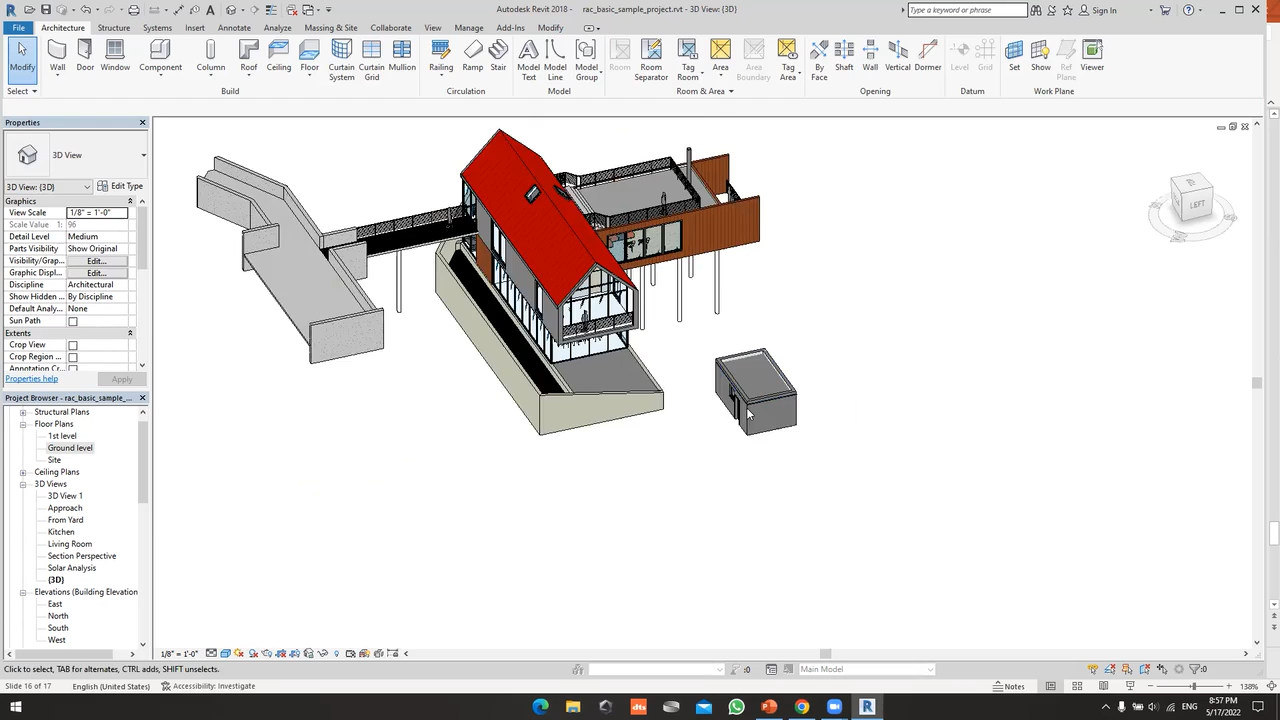 Autodesk Revit 2018 - rac_basic_sample_project.rvt - 3D View: {3D}
Type a keyword or phrase
Sign In
File Architecture Structure Systems Insert Annotate Analyze Massing & Site Collaborate View Manage Add-Ins Modify
Modify Wall Door Window Component Column Roof Ceiling Floor Curtain System Curtain Grid Mullion Railing Ramp Stair Model Text Model Line Model Group Room Room Separator Tag Room Area Area Boundary Tag Area By Face Shaft Wall Vertical Dormer Level Grid Set Show Ref Plane Viewer
Select Build Circulation Model Room & Area Opening Datum Work Plane
Properties
3D View
3D View: {3D} Edit Type
Graphics
View Scale 1/8" = 1'-0"
Scale Value 1: 96
Detail Level Medium
Parts Visibility Show Original
Visibility/Grap... Edit...
Graphic Displ... Edit...
Discipline Architectural
Show Hidden ... By Discipline
Default Analy... None
Sun Path
Extents
Crop View
Crop Region ...
Annotation Cr...
Properties help Apply
Project Browser - rac_basic_sample_...
Structural Plans
Floor Plans
1st level
Ground level
Site
Ceiling Plans
3D Views
3D View 1
Approach
From Yard
Kitchen
Living Room
Section Perspective
Solar Analysis
{3D}
Elevations (Building Elevation
East
North
South
West
LEFT
1/8" = 1'-0"
Click to select, TAB for alternates, CTRL adds, SHIFT unselects.
:0
Main Model
:0
Slide 16 of 17 English (United States) Accessibility: Investigate Notes 138%
dts
ENG
8:57 PM
5/17/2022